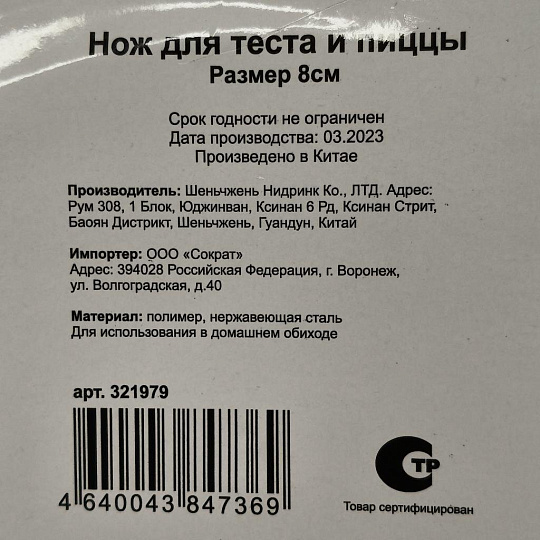 Нож для теста и пиццы
Размер 8см
Срок годности не ограничен
Дата производства: 03.2023
Произведено в Китае
Производитель: Шеньчжень Нидринк Ко., ЛТД. Адрес:
Рум 308, 1 Блок, Юджинван, Ксинан 6 Рд, Ксинан Стрит,
Баоян Дистрикт, Шеньчжень, Гуандун, Китай
Импортер: ООО «Сократ»
Адрес: 394028 Российская Федерация, г. Воронеж,
ул. Волгоградская, д.40
Материал: полимер, нержавеющая сталь
Для использования в домашнем обиходе
арт. 321979
4 640043 847369
СТР
Товар сертифицирован